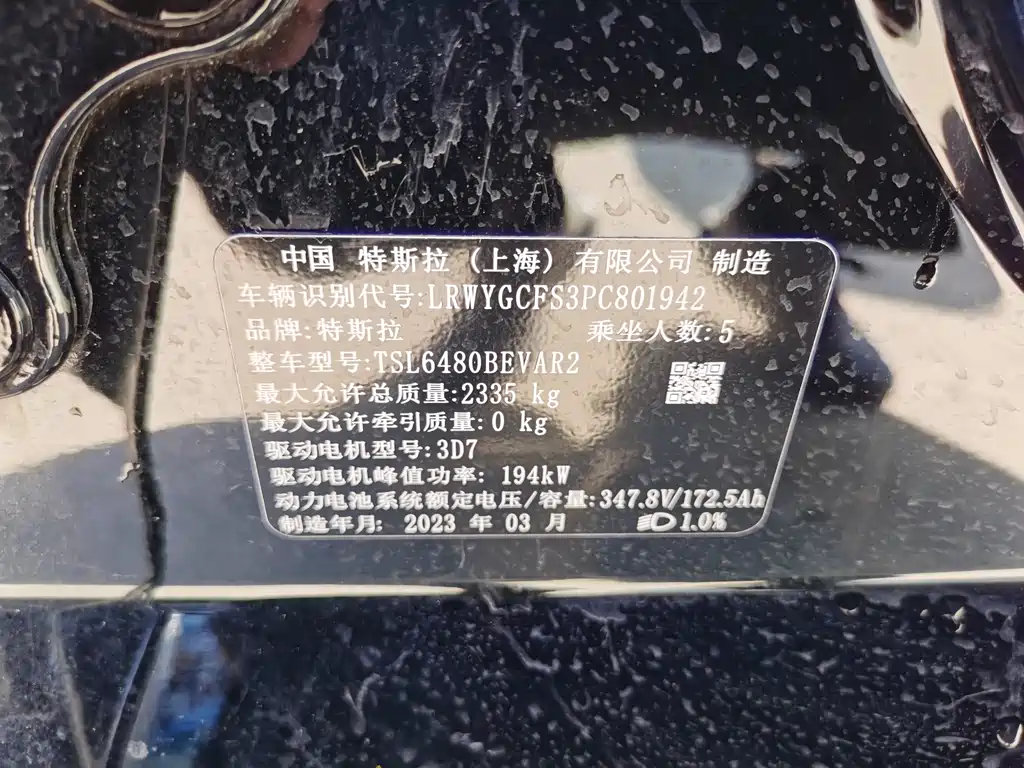 中国 特斯拉 (上海) 有限公司 制造
车辆识别代号:LRWYGCFS3PC801942
品牌:特斯拉 乘坐人数:5
整车型号:TSL6480BEVAR2
最大允许总质量:2335 kg
最大允许牵引质量:0 kg
驱动电机型号:3D7
驱动电机峰值功率: 194kW
动力电池系统额定电压/容量:347.8V/172.5Ah
制造年月: 2023 年 03 月 1.0%